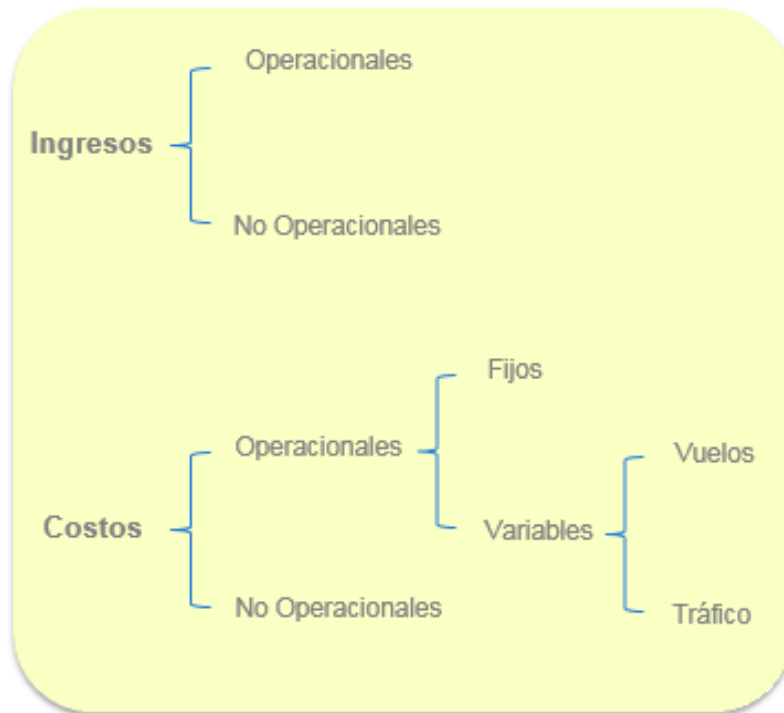 Operacionales
Ingresos
No Operacionales
Fijos
Operacionales
Vuelos
Costos
Variables
No Operacionales
Tráfico